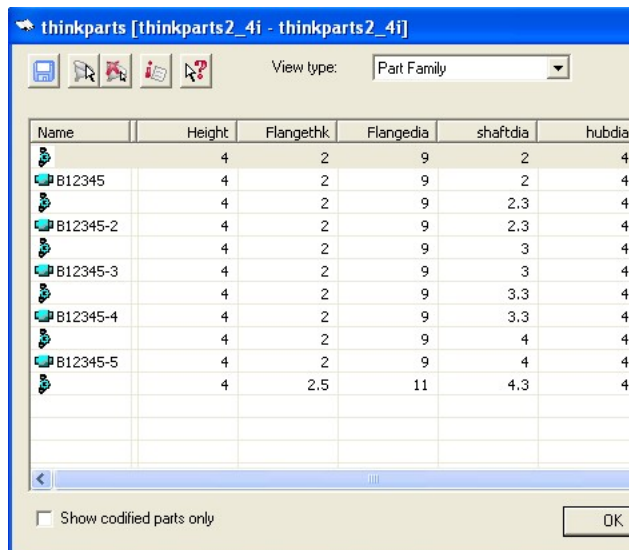 thinkparts [thinkparts2_4i - thinkparts2_4i]
View type: Part Family
Name Height Flangethk Flangedia shaftdia hubdia
4 2 9 2 4
B12345 4 2 9 2 4
4 2 9 2.3 4
B12345-2 4 2 9 2.3 4
4 2 9 3 4
B12345-3 4 2 9 3 4
4 2 9 3.3 4
B12345-4 4 2 9 3.3 4
4 2 9 4 4
B12345-5 4 2 9 4 4
4 2.5 11 4.3 4
Show codified parts only
OK